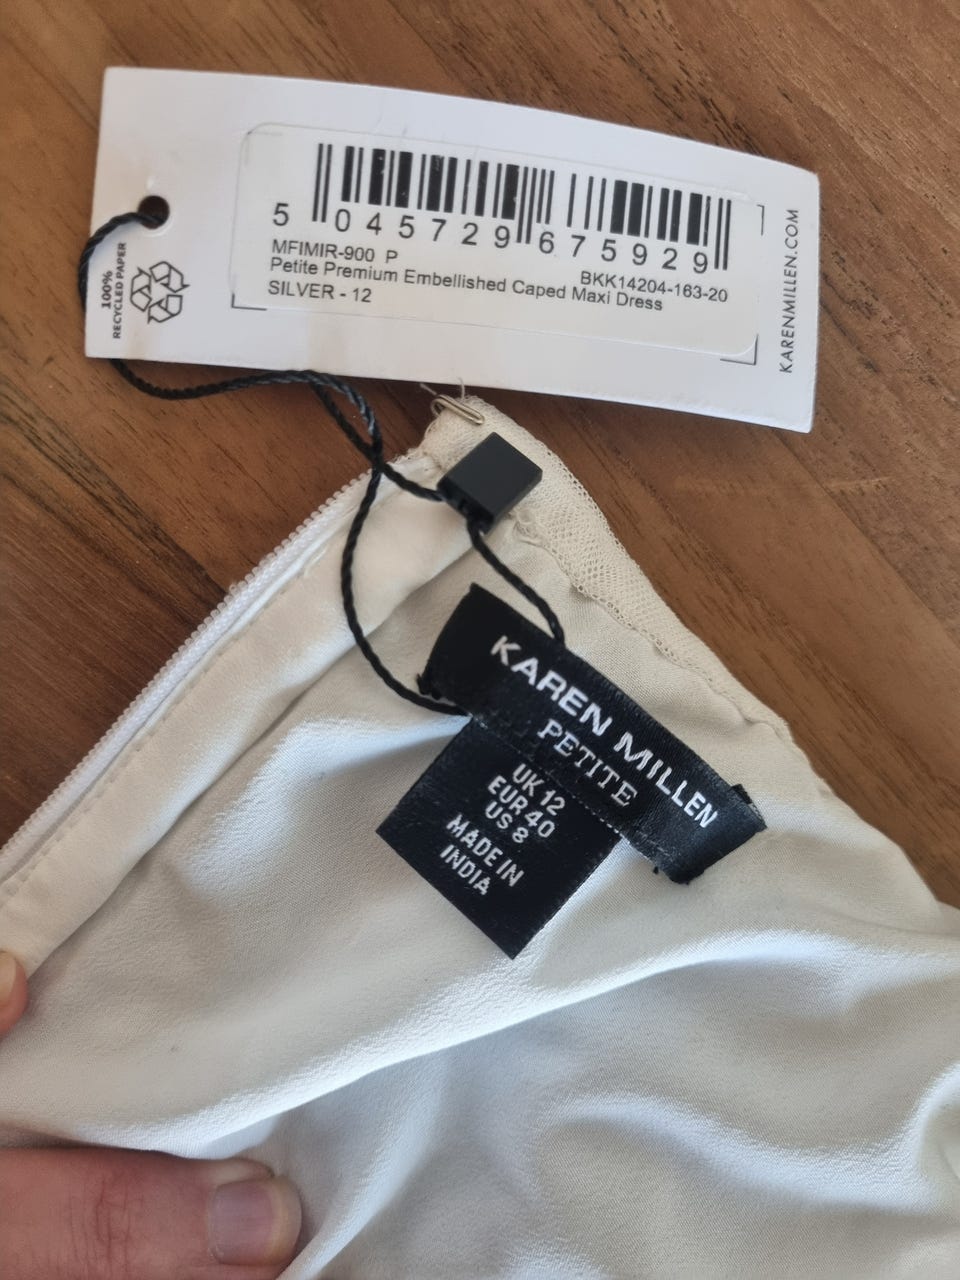 5 045729 675929
MFIMIR-900 P BKK14204-163-20
Petite Premium Embellished Caped Maxi Dress
SILVER - 12
100%
RECYCLED PAPER
KARENMILLEN.COM
KAREN MILLEN
PETITE
UK 12
EUR 40
US 8
MADE IN
INDIA